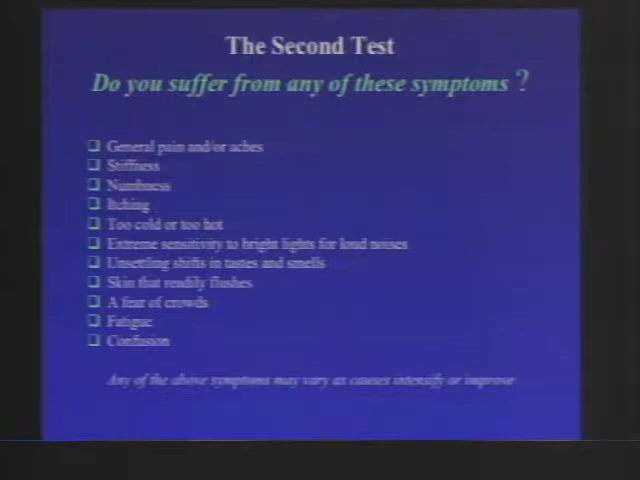 The Second Test
Do you suffer from any of these symptoms ?
General pain and/or aches
Stiffness
Numbness
Itching
Too cold or too hot
Extreme sensitivity to bright lights for loud noises
Unsettling shifts in tastes and smells
Skin that readily flushes
A fear of crowds
Fatigue
Confusion
Any of the above symptoms may vary as causes intensify or improve